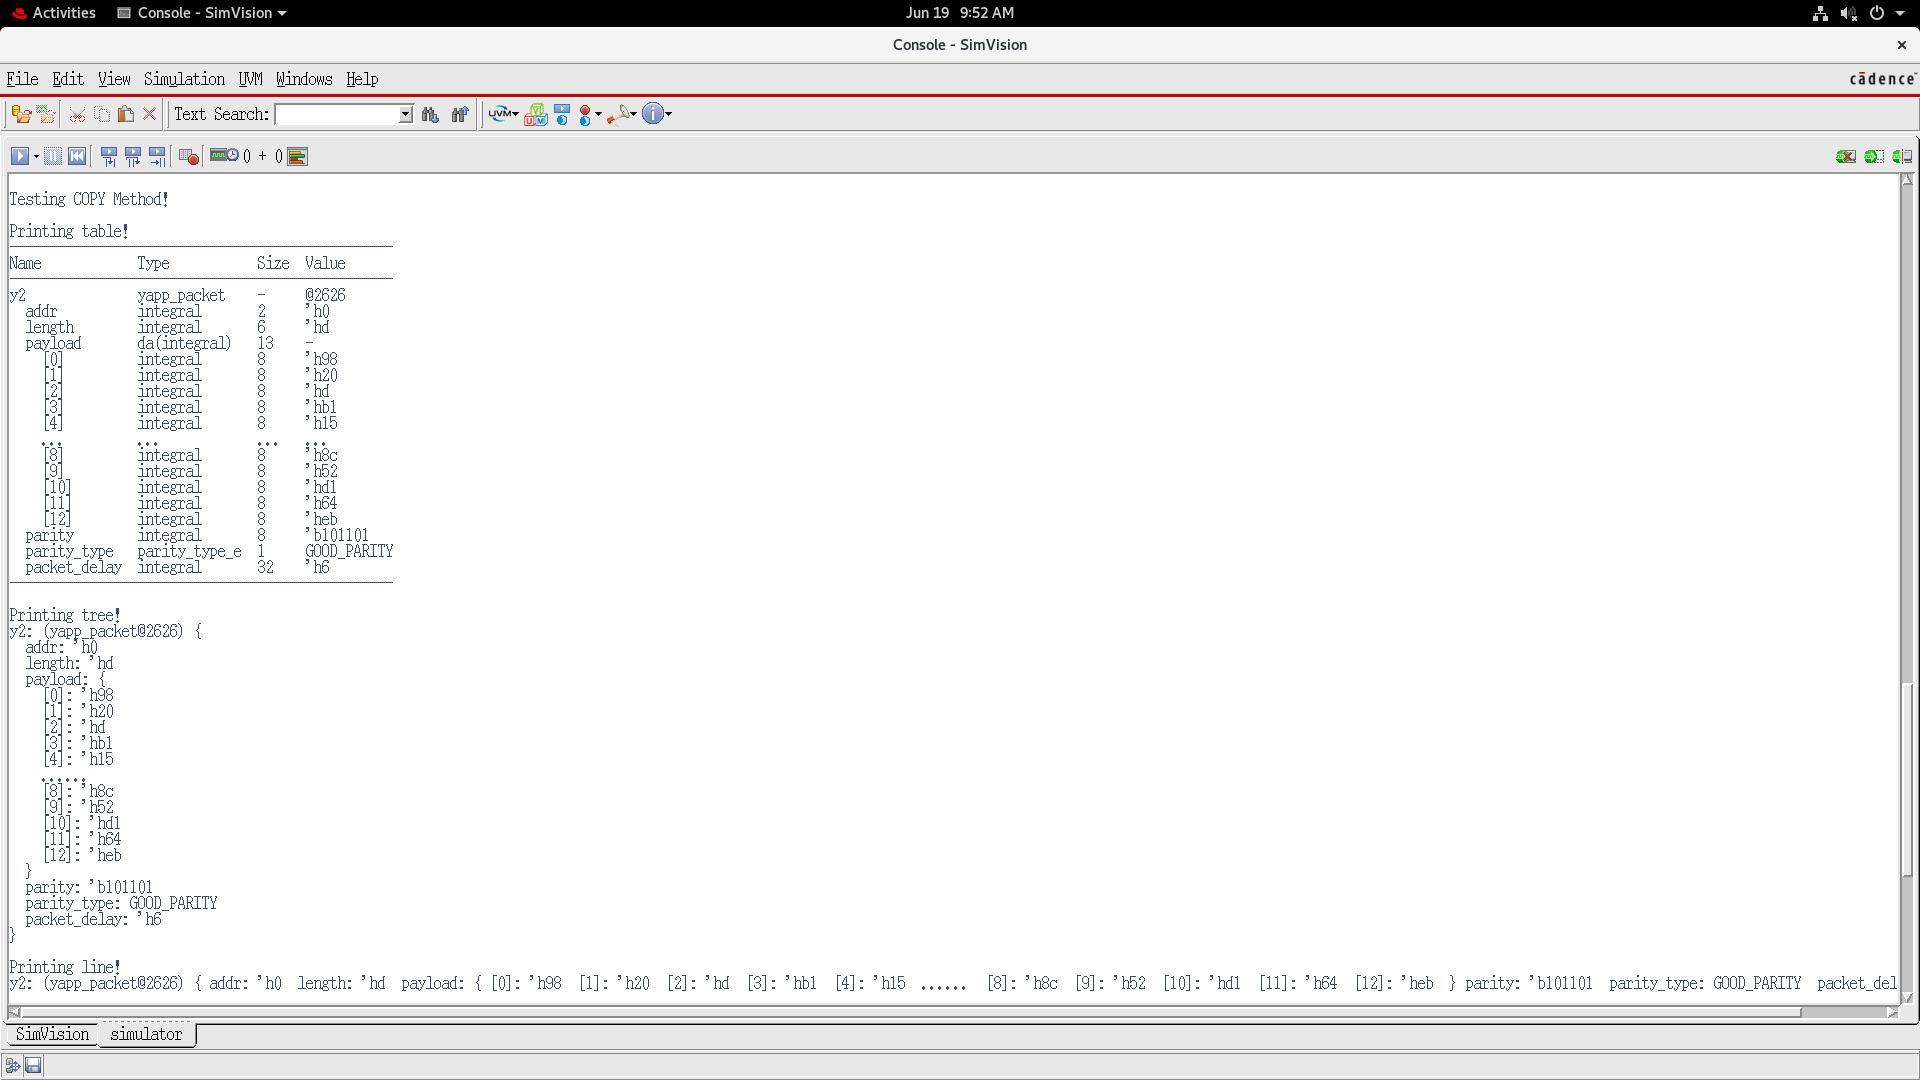 Activities Console - SimVision Jun 19 9:52 AM
Console - SimVision
File Edit View Simulation UVM Windows Help cādence
Text Search: UVM
0 + 0
Testing COPY Method!
Printing table!
------------------------------------------------
Name Type Size Value
------------------------------------------------
y2 yapp_packet - @2626
addr integral 2 'h0
length integral 6 'hd
payload da(integral) 13 -
[0] integral 8 'h98
[1] integral 8 'h20
[2] integral 8 'hd
[3] integral 8 'hb1
[4] integral 8 'h15
... ... ... ...
[8] integral 8 'h8c
[9] integral 8 'h52
[10] integral 8 'hd1
[11] integral 8 'h64
[12] integral 8 'heb
parity integral 8 'b101101
parity_type parity_type_e 1 GOOD_PARITY
packet_delay integral 32 'h6
------------------------------------------------
Printing tree!
y2: (yapp_packet@2626) {
addr: 'h0
length: 'hd
payload: {
[0]: 'h98
[1]: 'h20
[2]: 'hd
[3]: 'hb1
[4]: 'h15
......
[8]: 'h8c
[9]: 'h52
[10]: 'hd1
[11]: 'h64
[12]: 'heb
}
parity: 'b101101
parity_type: GOOD_PARITY
packet_delay: 'h6
}
Printing line!
y2: (yapp_packet@2626) { addr: 'h0 length: 'hd payload: { [0]: 'h98 [1]: 'h20 [2]: 'hd [3]: 'hb1 [4]: 'h15 ...... [8]: 'h8c [9]: 'h52 [10]: 'hd1 [11]: 'h64 [12]: 'heb } parity: 'b101101 parity_type: GOOD_PARITY packet_del
SimVision simulator